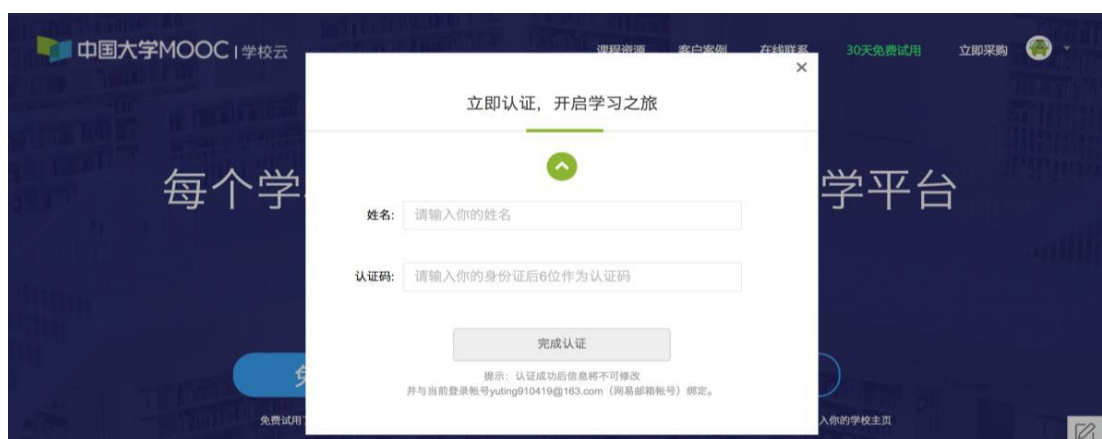 中国大学MOOC | 学校云
课程资源 客户案例 在线联系 30天免费试用 立即采购
×
立即认证，开启学习之旅
每个学 学平台
姓名: 请输入你的姓名
认证码: 请输入你的身份证后6位作为认证码
完成认证
提示：认证成功后信息将不可修改
并与当前登录帐号yuting910419@163.com（网易邮箱帐号）绑定。
免费试用 入你的学校主页